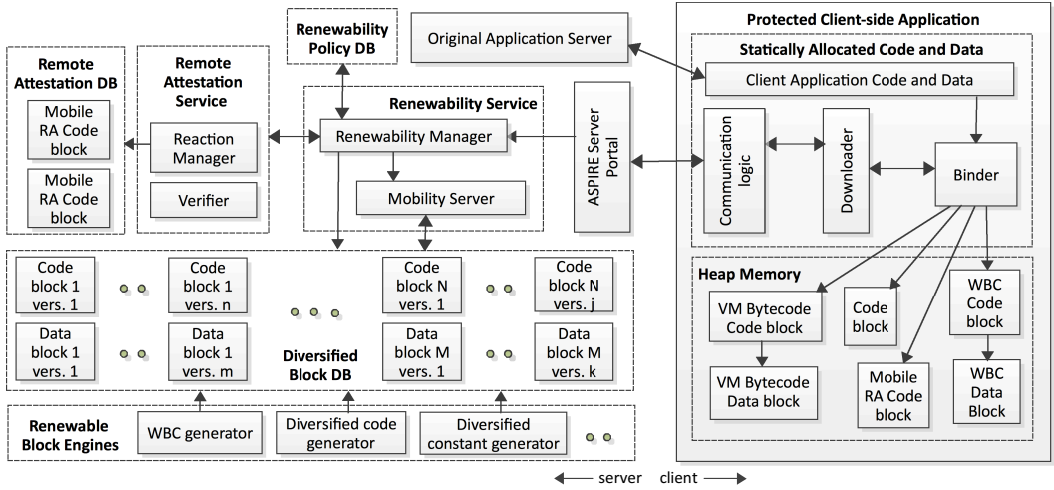 Remote
Attestation DB
Mobile
RA Code
block
Mobile
RA Code
block
Remote
Attestation
Service
Reaction
Manager
Verifier
Renewability
Policy DB
Renewability Service
Renewability Manager
Mobility Server
Original Application Server
ASPIRE Server
Portal
Protected Client-side Application
Statically Allocated Code and Data
Client Application Code and Data
Communication
logic
Downloader
Binder
Heap Memory
VM Bytecode
Code block
VM Bytecode
Data block
Code
block
Mobile
RA Code
block
WBC
Code
block
WBC
Data
Block
Code
block 1
vers. 1
Code
block 1
vers. n
Code
block N
vers. 1
Code
block N
vers. j
Data
block 1
vers. 1
Data
block 1
vers. m
Diversified
Block DB
Data
block M
vers. 1
Data
block M
vers. k
Renewable
Block Engines
WBC generator
Diversified code
generator
Diversified
constant generator
server client